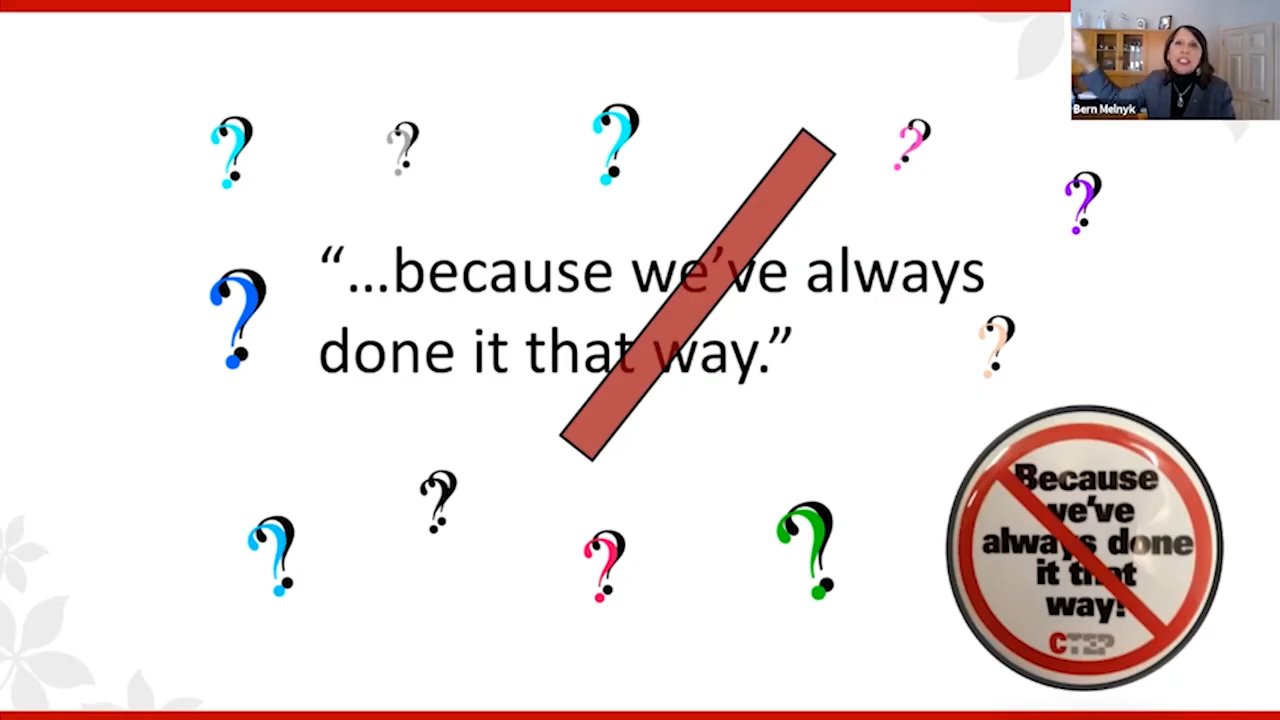 Bern Melnyk
“...because we’ve always
done it that way.”
Because
we've
always done
it that
way!
CTEP